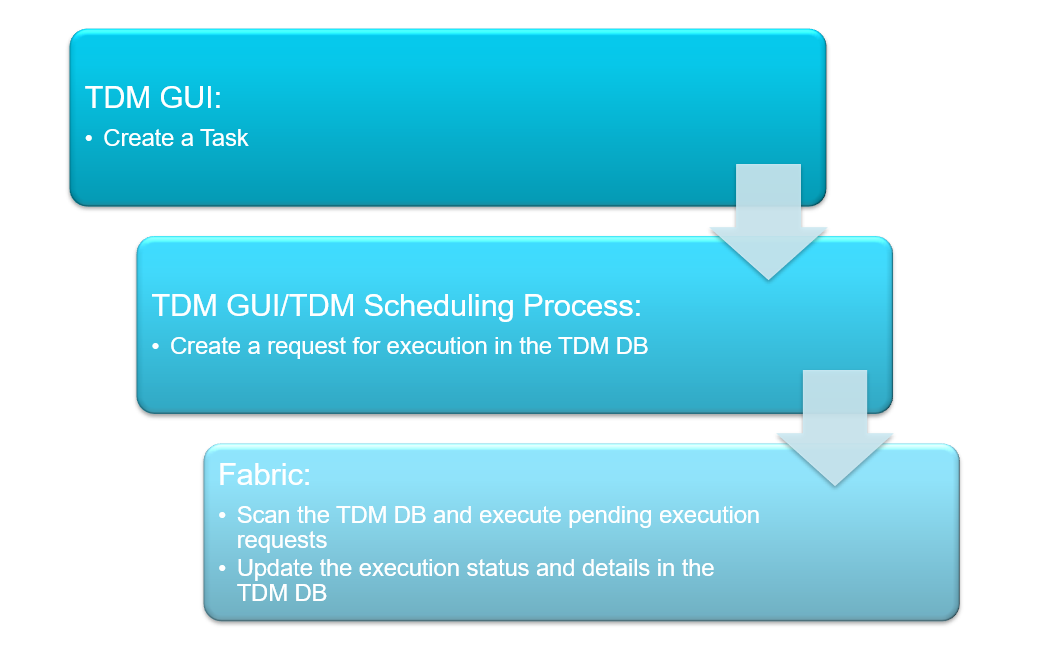 TDM GUI:
• Create a Task
TDM GUI/TDM Scheduling Process:
• Create a request for execution in the TDM DB
Fabric:
• Scan the TDM DB and execute pending execution
requests
• Update the execution status and details in the
TDM DB